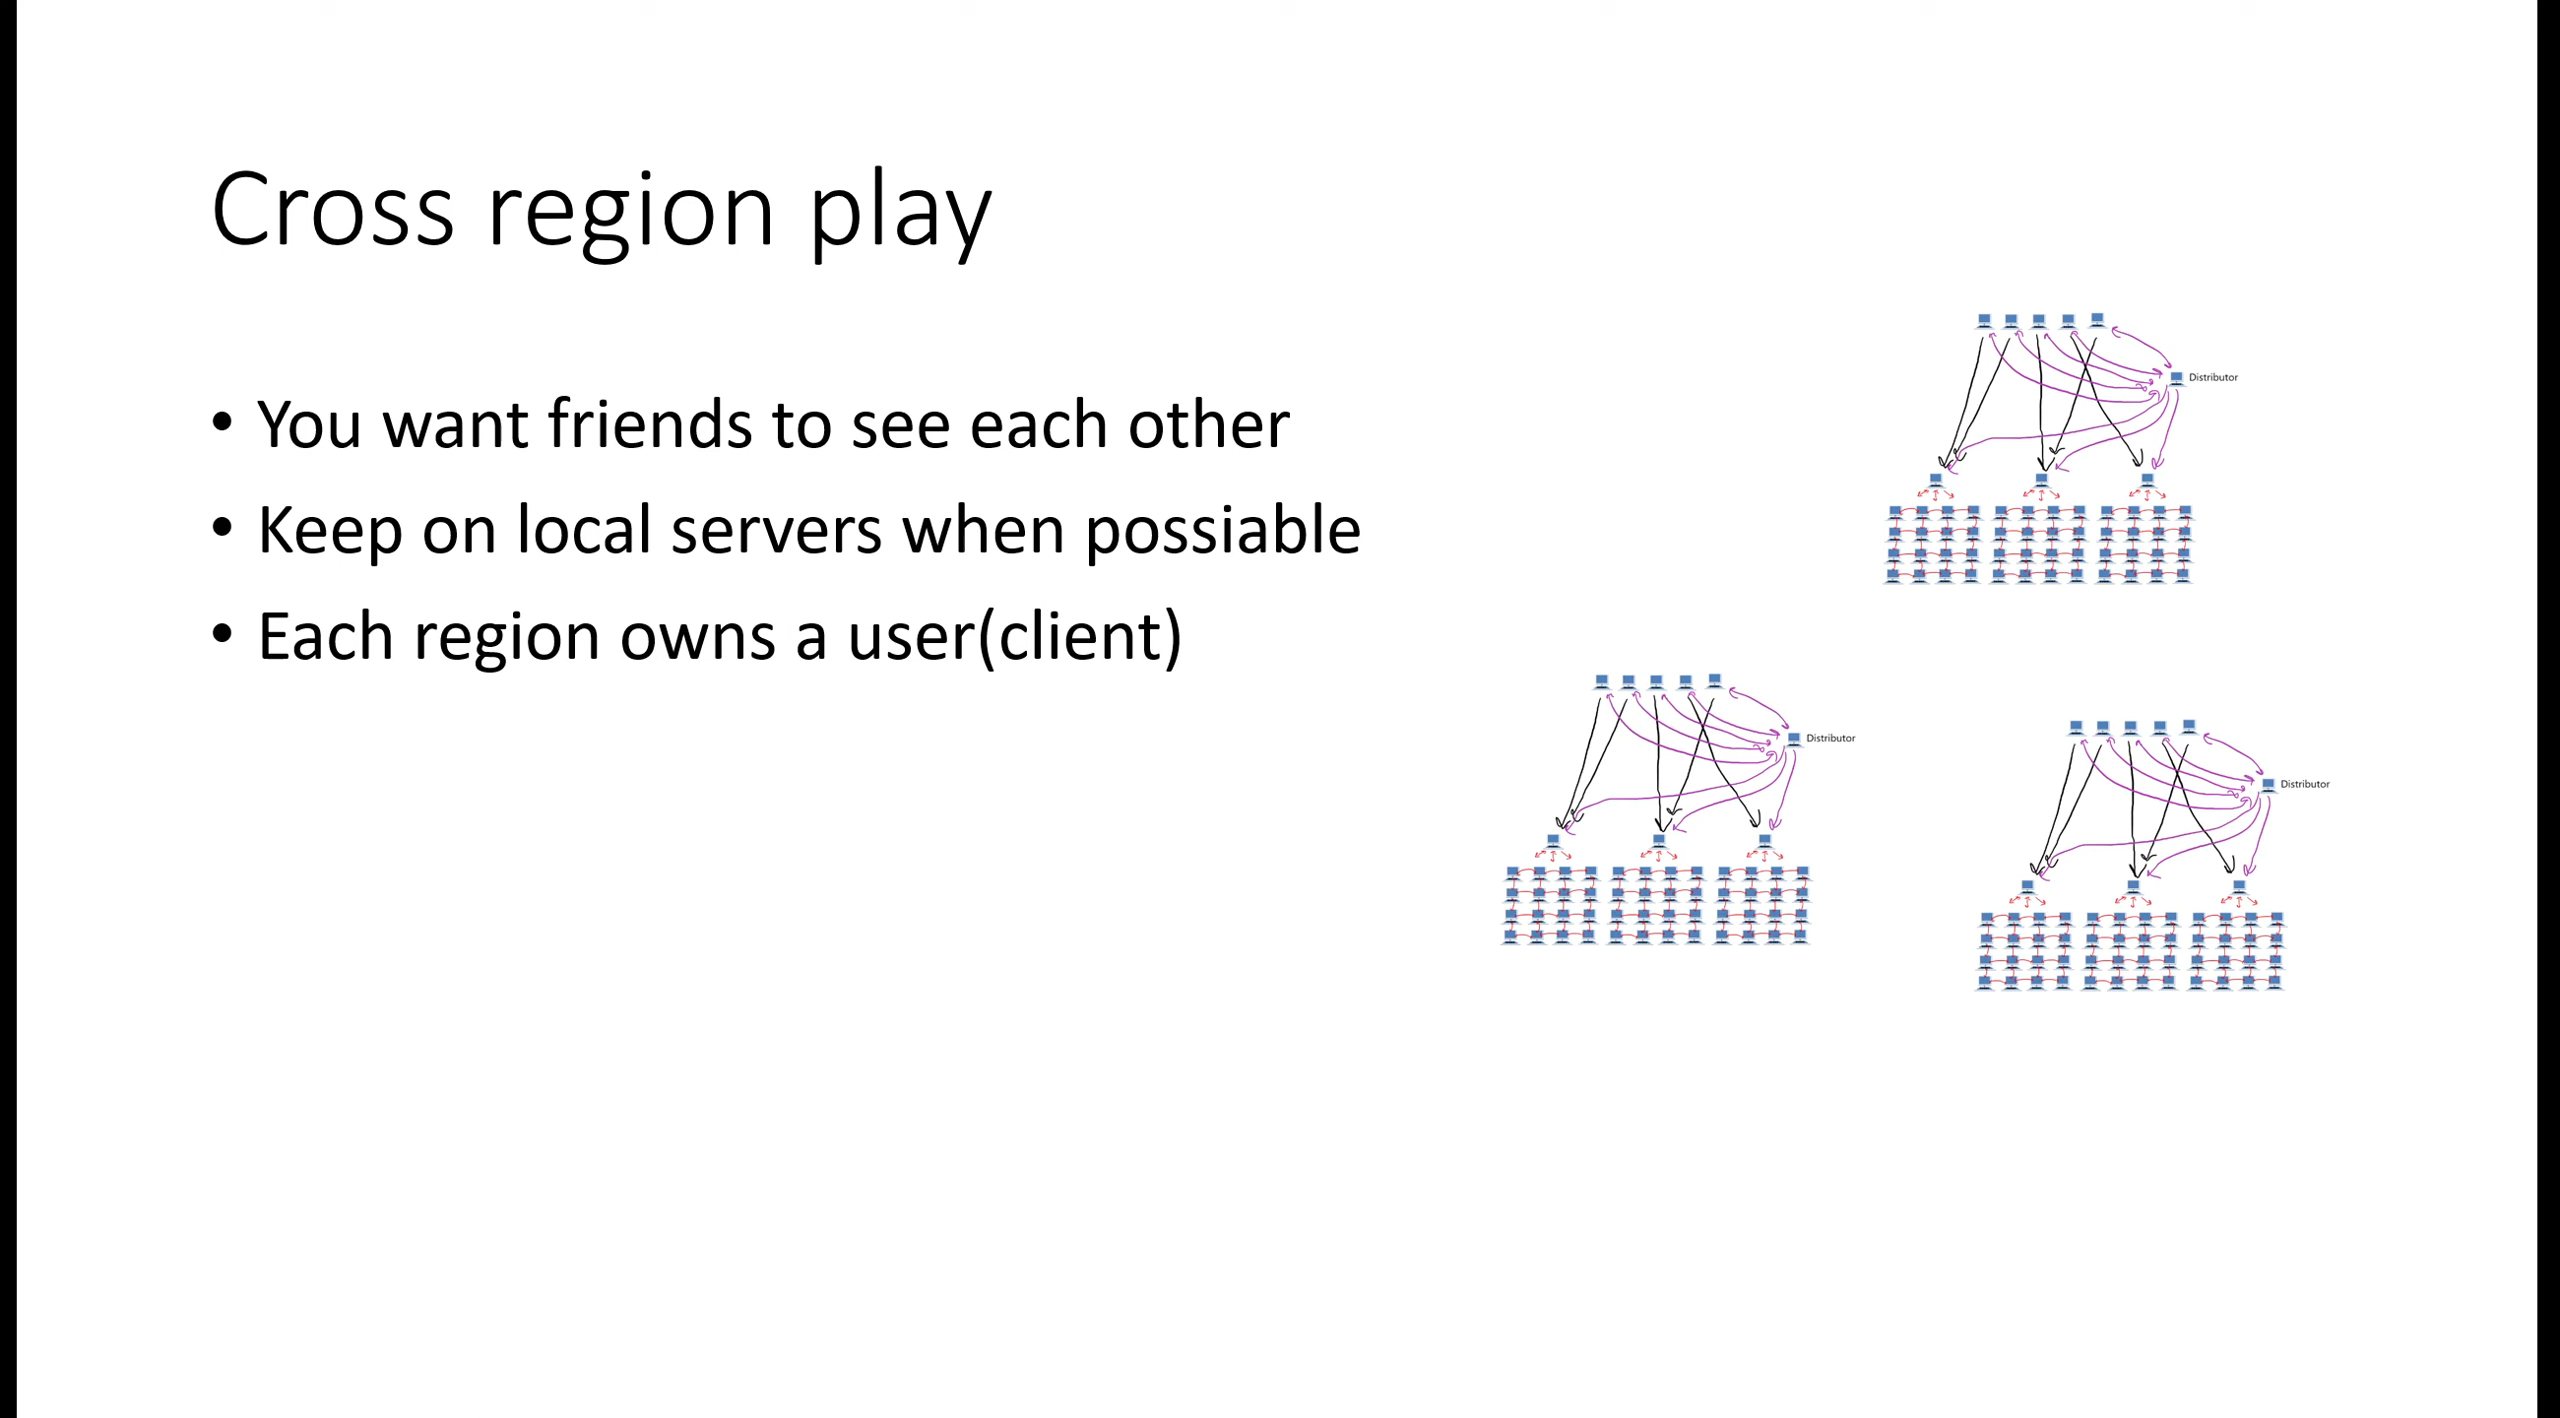 Cross region play
• You want friends to see each other
• Keep on local servers when possiable
• Each region owns a user(client)
Distributor
Distributor
Distributor